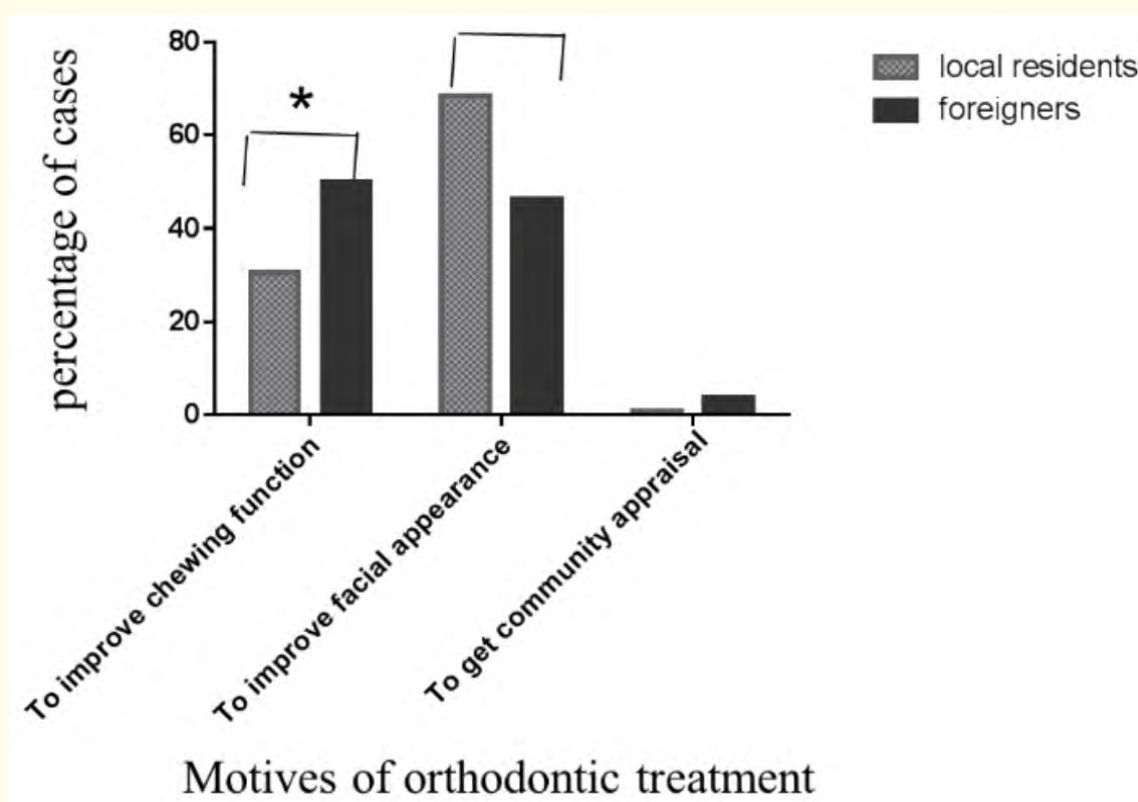 percentage of cases
80
60
40
20
0
*
local residents
foreigners
To improve chewing function
To improve facial appearance
To get community appraisal
Motives of orthodontic treatment